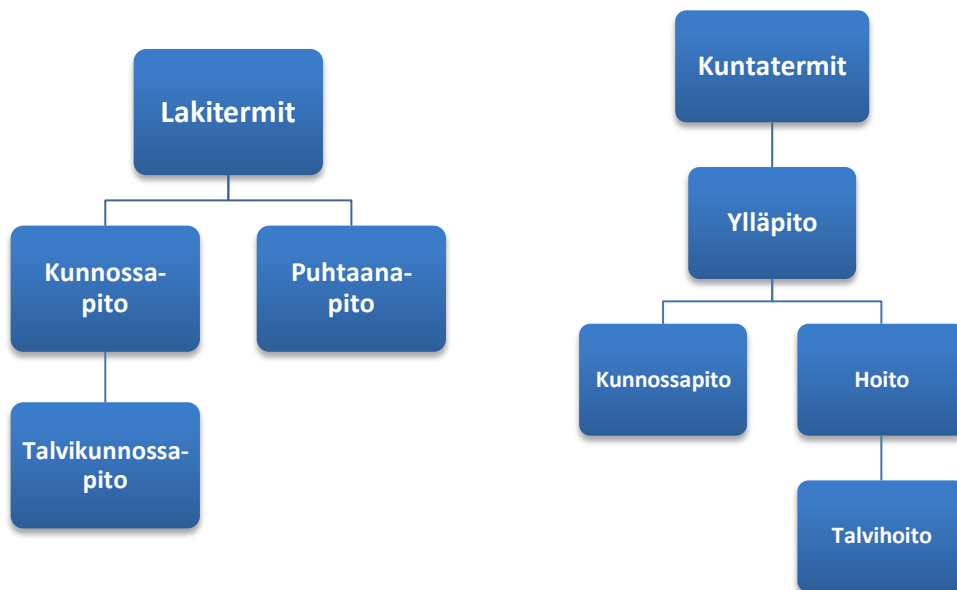 Lakitermit
Kunnossa-
pito
Puhtaana-
pito
Talvikunnossa-
pito
Kuntatermit
Ylläpito
Kunnossapito
Hoito
Talvihoito